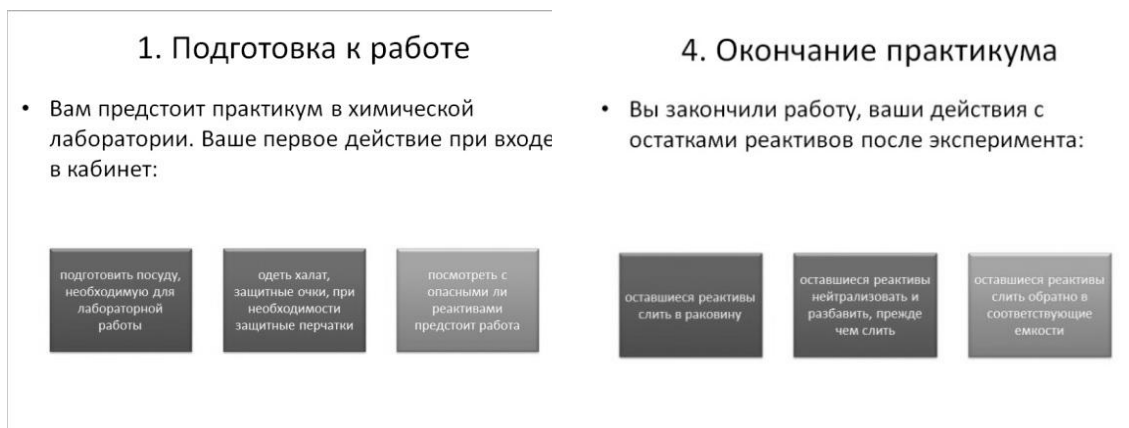 1. Подготовка к работе
• Вам предстоит практикум в химической
лаборатории. Ваше первое действие при входе
в кабинет:
подготовить посуду,
необходимую для
лабораторной
работы
одеть халат,
защитные очки, при
необходимости
защитные перчатки
посмотреть с
опасными ли
реактивами
предстоит работа
4. Окончание практикума
• Вы закончили работу, ваши действия с
остатками реактивов после эксперимента:
оставшиеся реактивы
слить в раковину
оставшиеся реактивы
нейтрализовать и
разбавить, прежде
чем слить
оставшиеся реактивы
слить обратно в
соответствующие
емкости